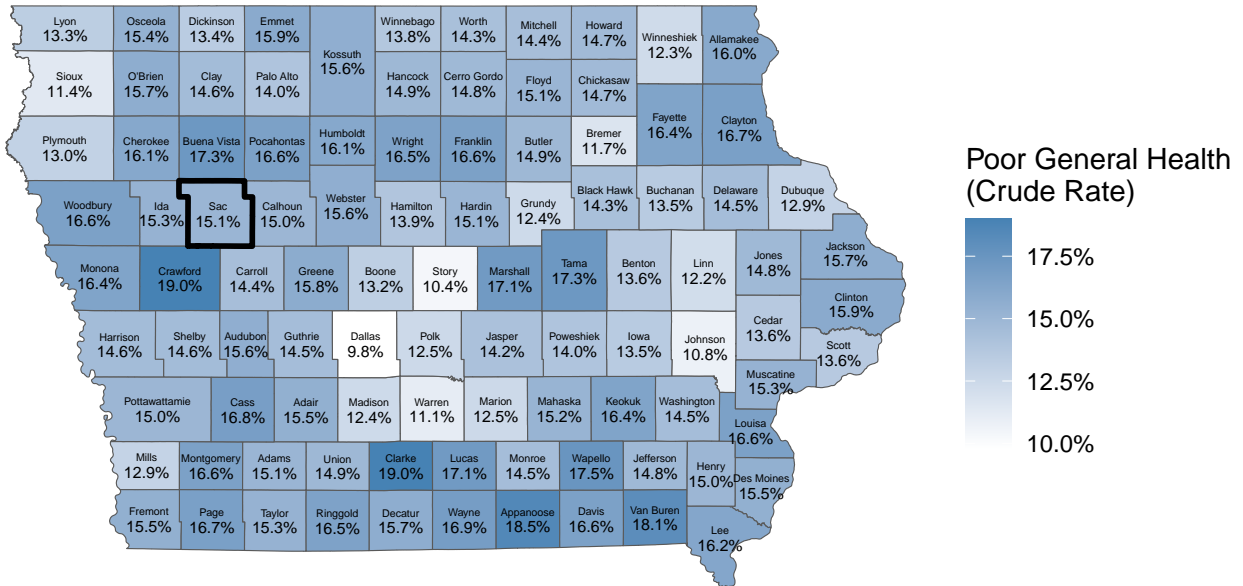 Lyon
13.3%
Osceola
15.4%
Dickinson
13.4%
Emmet
15.9%
Kossuth
15.6%
Winnebago
13.8%
Worth
14.3%
Mitchell
14.4%
Howard
14.7%
Winneshiek
12.3%
Allamakee
16.0%
Sioux
11.4%
O'Brien
15.7%
Clay
14.6%
Palo Alto
14.0%
Hancock
14.9%
Cerro Gordo
14.8%
Floyd
15.1%
Chickasaw
14.7%
Fayette
16.4%
Clayton
16.7%
Plymouth
13.0%
Cherokee
16.1%
Buena Vista
17.3%
Pocahontas
16.6%
Humboldt
16.1%
Wright
16.5%
Franklin
16.6%
Butler
14.9%
Bremer
11.7%
Woodbury
16.6%
Ida
15.3%
Sac
15.1%
Calhoun
15.0%
Webster
15.6%
Hamilton
13.9%
Hardin
15.1%
Grundy
12.4%
Black Hawk
14.3%
Buchanan
13.5%
Delaware
14.5%
Dubuque
12.9%
Monona
16.4%
Crawford
19.0%
Carroll
14.4%
Greene
15.8%
Boone
13.2%
Story
10.4%
Marshall
17.1%
Tama
17.3%
Benton
13.6%
Linn
12.2%
Jones
14.8%
Jackson
15.7%
Clinton
15.9%
Harrison
14.6%
Shelby
14.6%
Audubon
15.6%
Guthrie
14.5%
Dallas
9.8%
Polk
12.5%
Jasper
14.2%
Poweshiek
14.0%
Iowa
13.5%
Johnson
10.8%
Cedar
13.6%
Scott
13.6%
Muscatine
15.3%
Pottawattamie
15.0%
Cass
16.8%
Adair
15.5%
Madison
12.4%
Warren
11.1%
Marion
12.5%
Mahaska
15.2%
Keokuk
16.4%
Washington
14.5%
Louisa
16.6%
Mills
12.9%
Montgomery
16.6%
Adams
15.1%
Union
14.9%
Clarke
19.0%
Lucas
17.1%
Monroe
14.5%
Wapello
17.5%
Jefferson
14.8%
Henry
15.0%
Des Moines
15.5%
Fremont
15.5%
Page
16.7%
Taylor
15.3%
Ringgold
16.5%
Decatur
15.7%
Wayne
16.9%
Appanoose
18.5%
Davis
16.6%
Van Buren
18.1%
Lee
16.2%
Poor General Health
(Crude Rate)
17.5%
15.0%
12.5%
10.0%